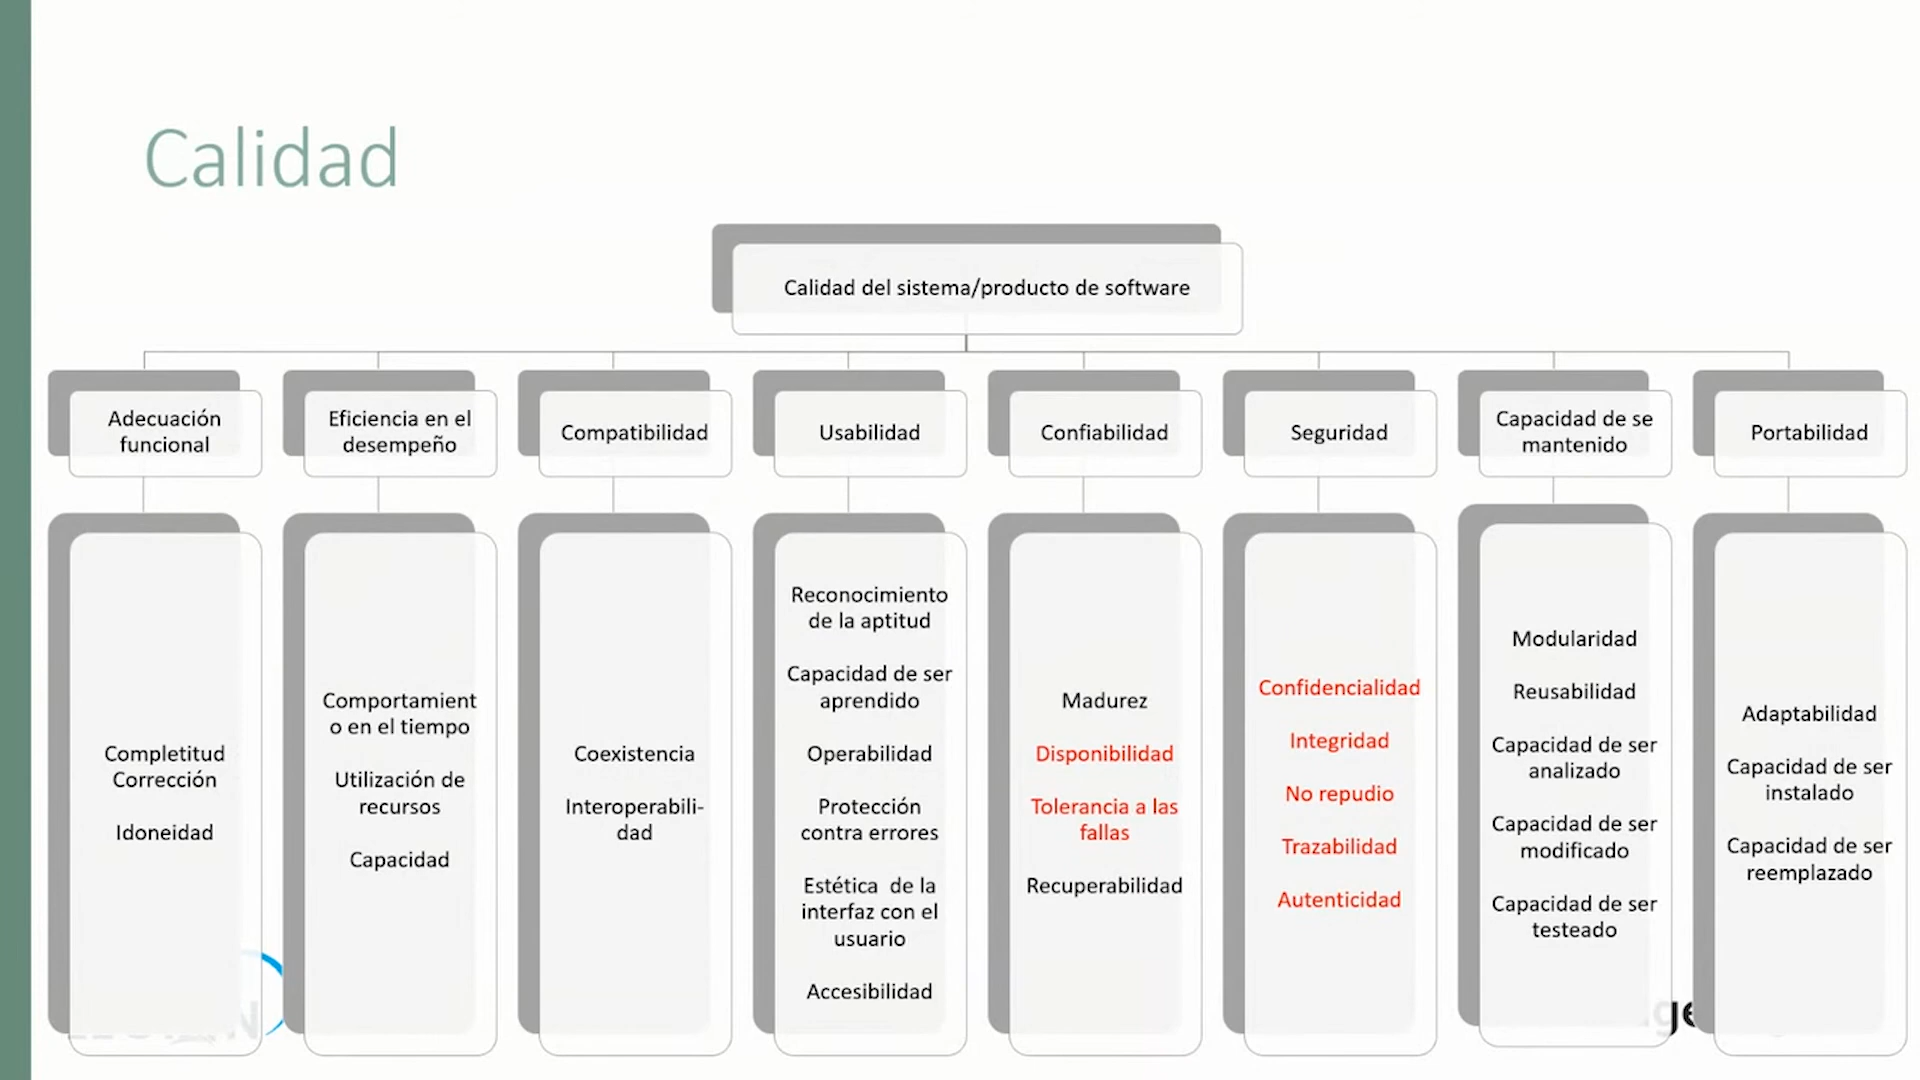 Calidad
Calidad del sistema/producto de software
Adecuación
funcional
Eficiencia en el
desempeño
Compatibilidad
Usabilidad
Confiabilidad
Seguridad
Capacidad de se
mantenido
Portabilidad
Completitud
Corrección
Idoneidad
Comportamient
o en el tiempo
Utilización de
recursos
Capacidad
Coexistencia
Interoperabili-
dad
Reconocimiento
de la aptitud
Capacidad de ser
aprendido
Operabilidad
Protección
contra errores
Estética de la
interfaz con el
usuario
Accesibilidad
Madurez
Disponibilidad
Tolerancia a las
fallas
Recuperabilidad
Confidencialidad
Integridad
No repudio
Trazabilidad
Autenticidad
Modularidad
Reusabilidad
Capacidad de ser
analizado
Capacidad de ser
modificado
Capacidad de ser
testeado
Adaptabilidad
Capacidad de ser
instalado
Capacidad de ser
reemplazado